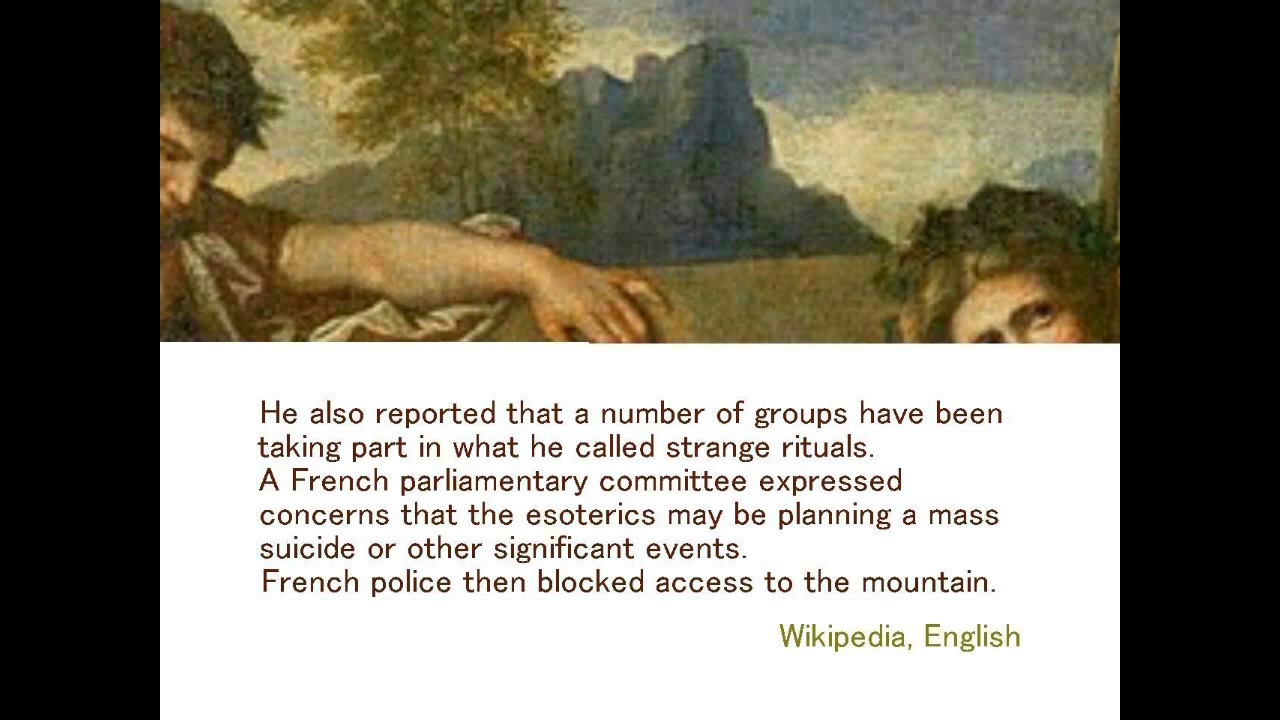 He also reported that a number of groups have been
taking part in what he called strange rituals.
A French parliamentary committee expressed
concerns that the esoterics may be planning a mass
suicide or other significant events.
French police then blocked access to the mountain.
Wikipedia, English